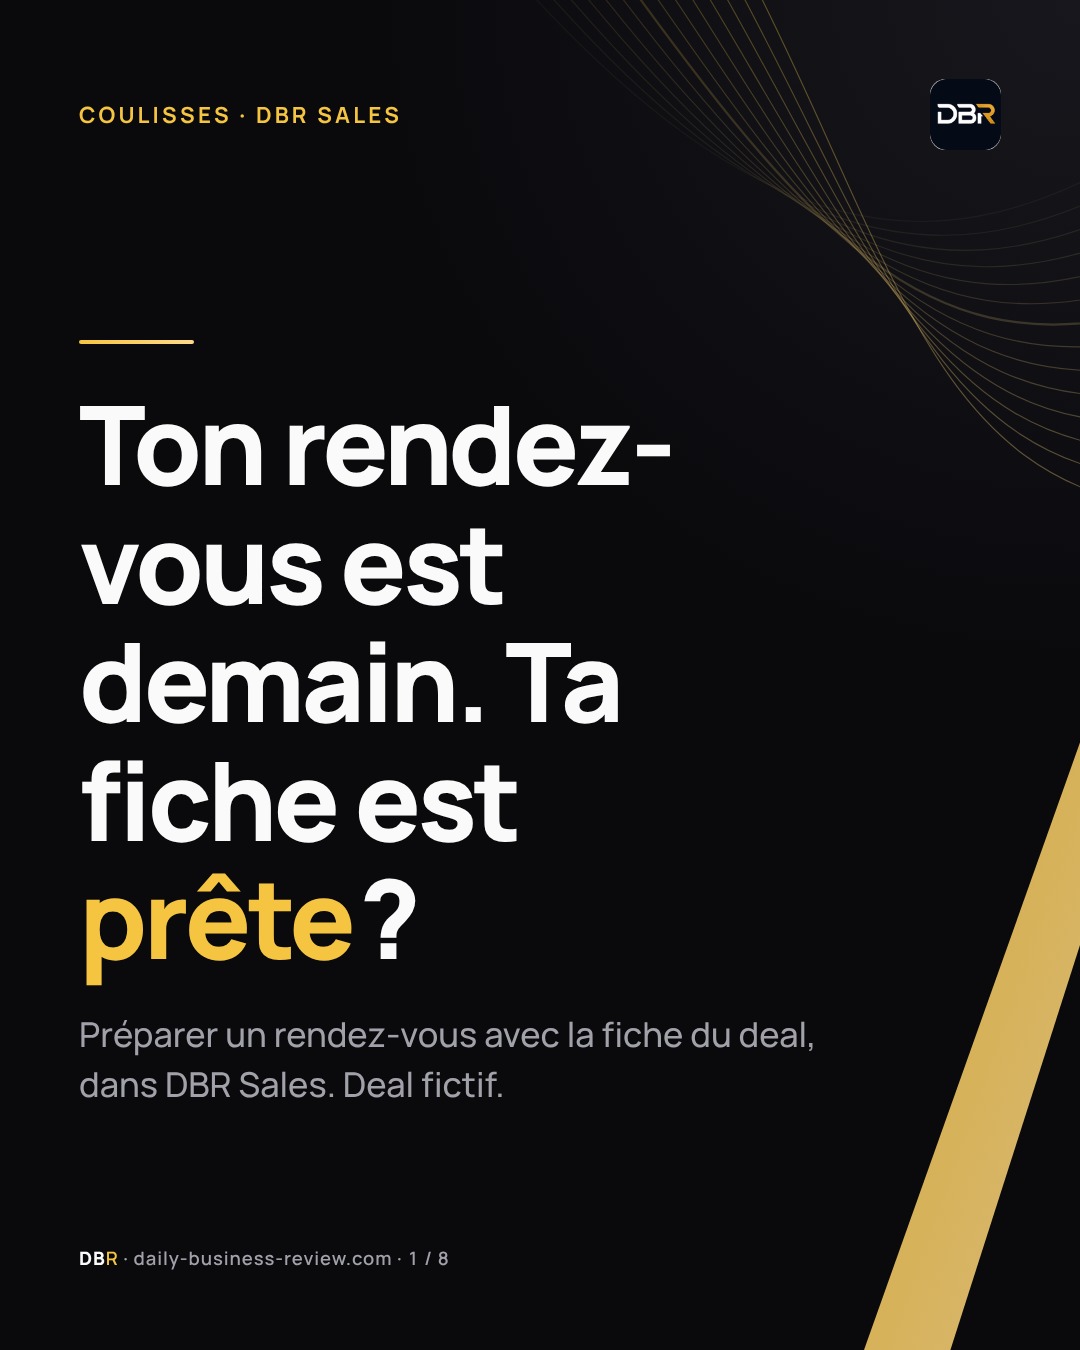 COULISSES · DBR SALES
DBR
Ton rendez-
vous est
demain. Ta
fiche est
prête ?
Préparer un rendez-vous avec la fiche du deal,
dans DBR Sales. Deal fictif.
DBR · daily-business-review.com · 1 / 8